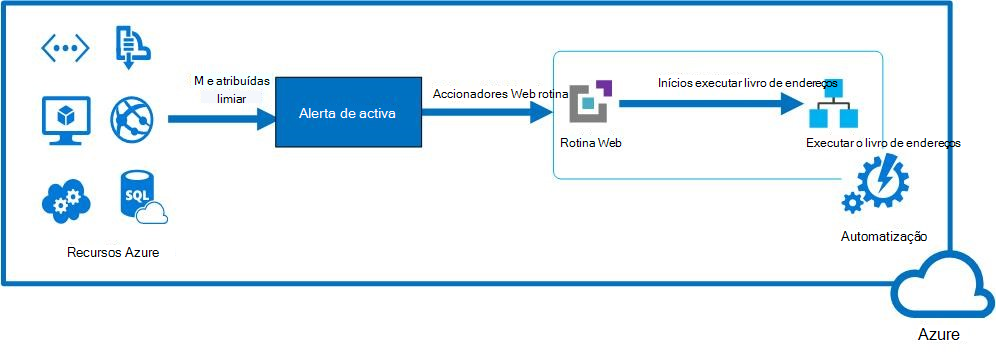 M e atribuídas
limiar
Alerta de activa
Accionadores Web rotina
Inícios executar livro de endereços
Rotina Web
Executar o livro de endereços
SQL
Recursos Azure
Automatização
Azure